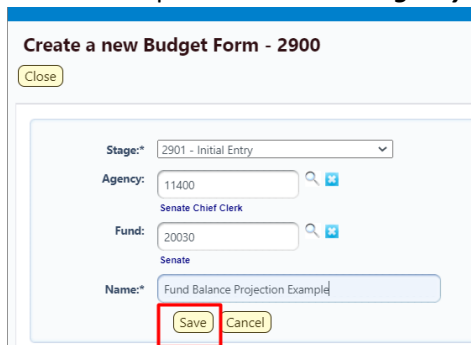 Create a new Budget Form - 2900
Close
Stage:* 2901 - Initial Entry
Agency: 11400
Senate Chief Clerk
Fund: 20030
Senate
Name:* Fund Balance Projection Example
Save Cancel